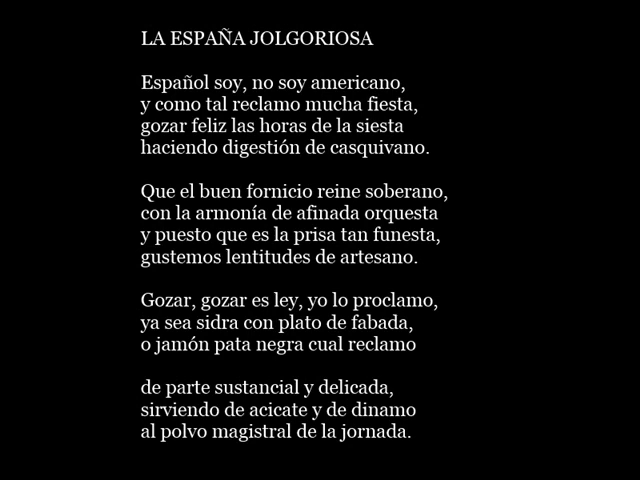 LA ESPAÑA JOLGORIOSA
Español soy, no soy americano,
y como tal reclamo mucha fiesta,
gozar feliz las horas de la siesta
haciendo digestión de casquivano.
Que el buen fornicio reine soberano,
con la armonía de afinada orquesta
y puesto que es la prisa tan funesta,
gustemos lentitudes de artesano.
Gozar, gozar es ley, yo lo proclamo,
ya sea sidra con plato de fabada,
o jamón pata negra cual reclamo
de parte sustancial y delicada,
sirviendo de acicate y de dinamo
al polvo magistral de la jornada.